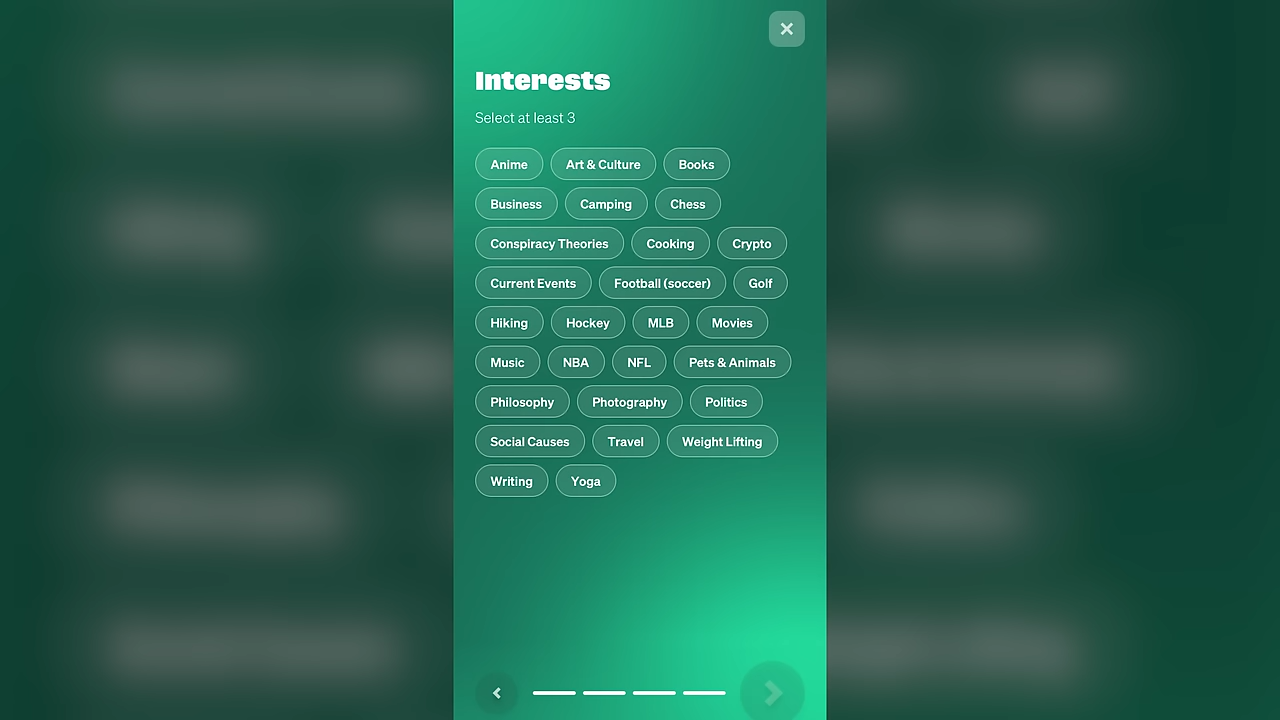 Interests
Select at least 3
Anime Art & Culture Books
Business Camping Chess
Conspiracy Theories Cooking Crypto
Current Events Football (soccer) Golf
Hiking Hockey MLB Movies
Music NBA NFL Pets & Animals
Philosophy Photography Politics
Social Causes Travel Weight Lifting
Writing Yoga